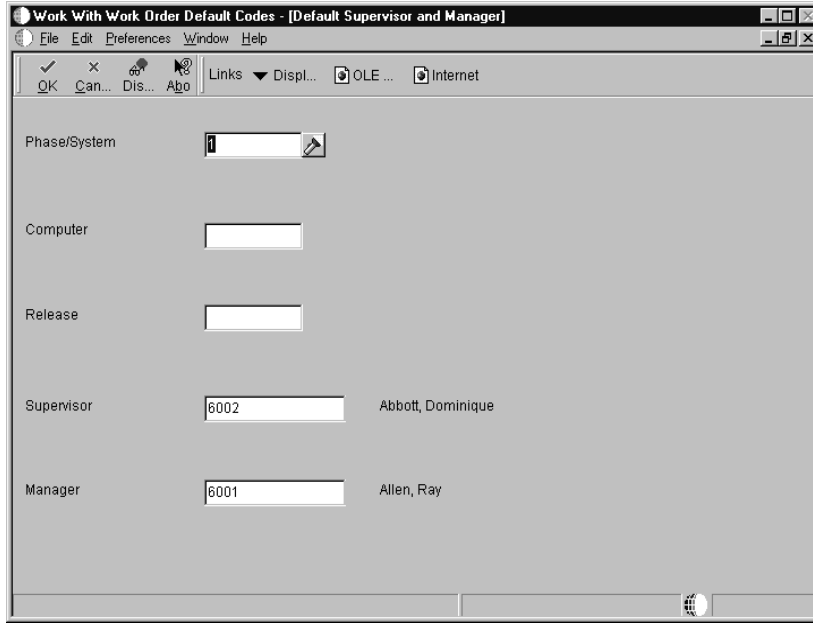 Work With Work Order Default Codes - [Default Supervisor and Manager]
File Edit Preferences Window Help
OK Can... Dis... Abo Links Displ... OLE ... Internet
Phase/System 1
Computer
Release
Supervisor 6002 Abbott, Dominique
Manager 6001 Allen, Ray